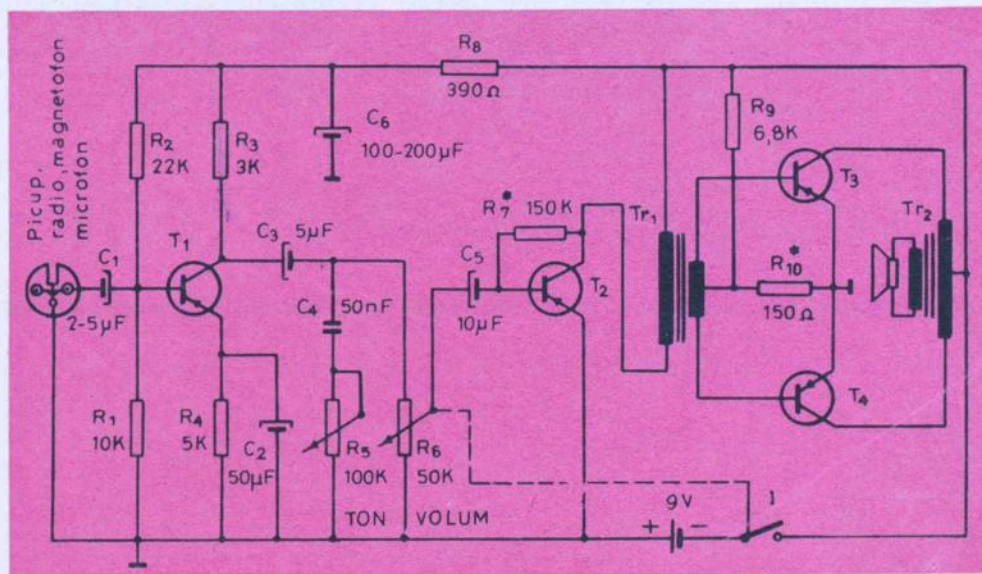 Picup,
radio, magnetofon
microfon
C1
2-5µF
R2
22K
R3
3K
T1
R1
10K
R4
5K
C2
50µF
C6
100-200µF
R8
390Ω
C3
5µF
C4
50nF
R5
100K
TON
R6
50K
VOLUM
C5
10µF
R7*
150K
T2
Tr1
R9
6,8K
T3
R10*
150Ω
T4
Tr2
9V
+
−
I